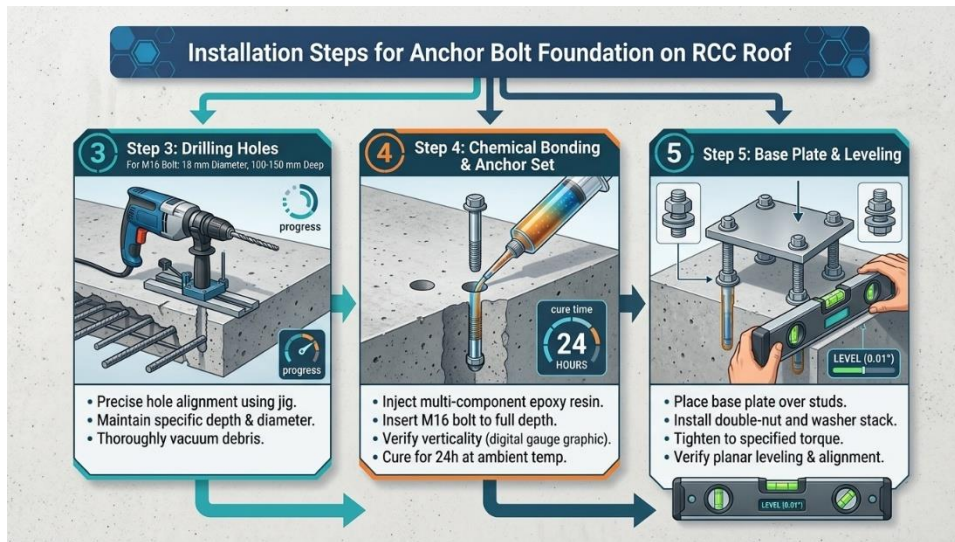 Installation Steps for Anchor Bolt Foundation on RCC Roof
3
Step 3: Drilling Holes
For M16 Bolt: 18 mm Diameter, 100-150 mm Deep
progress
progress
• Precise hole alignment using jig.
• Maintain specific depth & diameter.
• Thoroughly vacuum debris.
4
Step 4: Chemical Bonding
& Anchor Set
cure time
24
HOURS
• Inject multi-component epoxy resin.
• Insert M16 bolt to full depth.
• Verify verticality (digital gauge graphic).
• Cure for 24h at ambient temp.
5
Step 5: Base Plate & Leveling
LEVEL (0.01°)
• Place base plate over studs.
• Install double-nut and washer stack.
• Tighten to specified torque.
• Verify planar leveling & alignment.
LEVEL (0.01°)